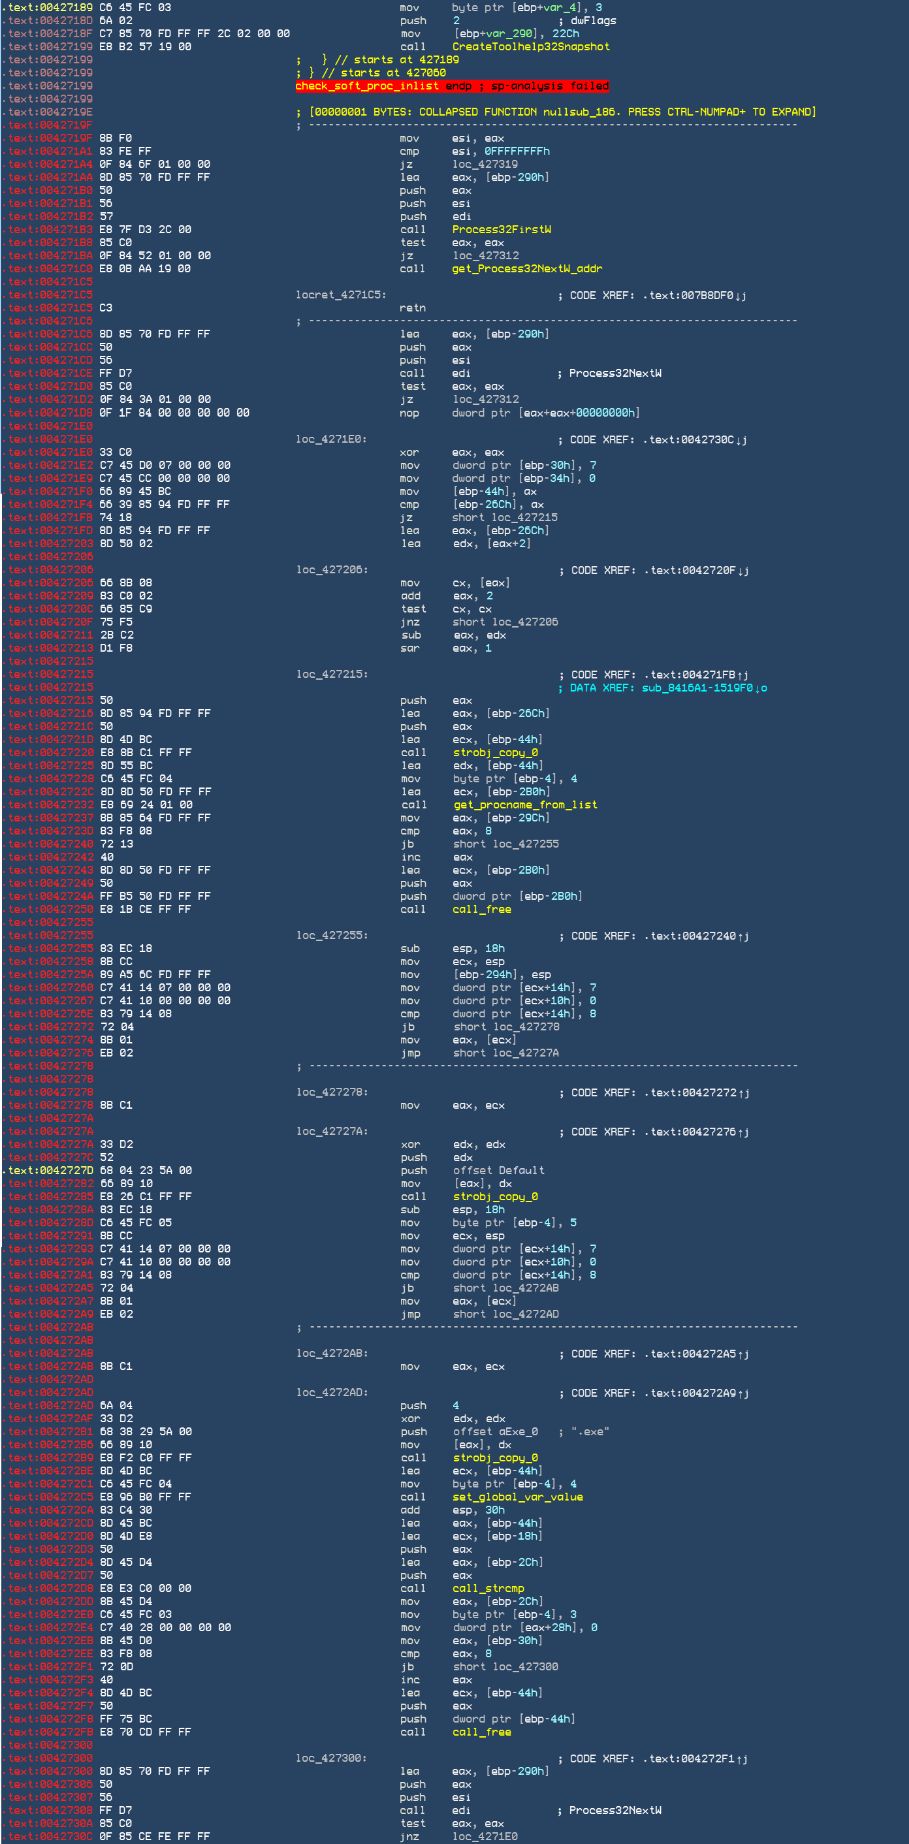 .text:00427189 C6 45 FC 03 mov byte ptr [ebp+var_4], 3
.text:0042718D 6A 02 push 2 ; dwFlags
.text:0042718F C7 85 70 FD FF FF 2C 02 00 00 mov [ebp+var_290], 22Ch
.text:00427199 E8 B2 57 19 00 call CreateToolhelp32Snapshot
.text:00427199 ; } // starts at 427189
.text:00427199 ; } // starts at 427060
.text:00427199 check_soft_proc_inlist endp ; sp-analysis failed
.text:00427199
.text:0042719E ; [00000001 BYTES: COLLAPSED FUNCTION nullsub_186. PRESS CTRL-NUMPAD+ TO EXPAND]
.text:0042719F ; ---------------------------------------------------------------------------
.text:0042719F 8B F0 mov esi, eax
.text:004271A1 83 FE FF cmp esi, 0FFFFFFFFh
.text:004271A4 0F 84 6F 01 00 00 jz loc_427319
.text:004271AA 8D 85 70 FD FF FF lea eax, [ebp-290h]
.text:004271B0 50 push eax
.text:004271B1 56 push esi
.text:004271B2 57 push edi
.text:004271B3 E8 7F D3 2C 00 call Process32FirstW
.text:004271B8 85 C0 test eax, eax
.text:004271BA 0F 84 52 01 00 00 jz loc_427312
.text:004271C0 E8 0B AA 19 00 call get_Process32NextW_addr
.text:004271C5
.text:004271C5 locret_4271C5: ; CODE XREF: .text:007B8DF0↓j
.text:004271C5 C3 retn
.text:004271C6 ; ---------------------------------------------------------------------------
.text:004271C6 8D 85 70 FD FF FF lea eax, [ebp-290h]
.text:004271CC 50 push eax
.text:004271CD 56 push esi
.text:004271CE FF D7 call edi ; Process32NextW
.text:004271D0 85 C0 test eax, eax
.text:004271D2 0F 84 3A 01 00 00 jz loc_427312
.text:004271D8 0F 1F 84 00 00 00 00 00 nop dword ptr [eax+eax+00000000h]
.text:004271E0
.text:004271E0 loc_4271E0: ; CODE XREF: .text:0042730C↓j
.text:004271E0 33 C0 xor eax, eax
.text:004271E2 C7 45 D0 07 00 00 00 mov dword ptr [ebp-30h], 7
.text:004271E9 C7 45 CC 00 00 00 00 mov dword ptr [ebp-34h], 0
.text:004271F0 66 89 45 BC mov [ebp-44h], ax
.text:004271F4 66 39 85 94 FD FF FF cmp [ebp-26Ch], ax
.text:004271FB 74 18 jz short loc_427215
.text:004271FD 8D 85 94 FD FF FF lea eax, [ebp-26Ch]
.text:00427203 8D 50 02 lea edx, [eax+2]
.text:00427206
.text:00427206 loc_427206: ; CODE XREF: .text:0042720F↓j
.text:00427206 66 8B 08 mov cx, [eax]
.text:00427209 83 C0 02 add eax, 2
.text:0042720C 66 85 C9 test cx, cx
.text:0042720F 75 F5 jnz short loc_427206
.text:00427211 2B C2 sub eax, edx
.text:00427213 D1 F8 sar eax, 1
.text:00427215
.text:00427215 loc_427215: ; CODE XREF: .text:004271FB↑j
.text:00427215 ; DATA XREF: sub_8416A1-1519F0↓o
.text:00427215 50 push eax
.text:00427216 8D 85 94 FD FF FF lea eax, [ebp-26Ch]
.text:0042721C 50 push eax
.text:0042721D 8D 4D BC lea ecx, [ebp-44h]
.text:00427220 E8 8B C1 FF FF call strobj_copy_0
.text:00427225 8D 55 BC lea edx, [ebp-44h]
.text:00427228 C6 45 FC 04 mov byte ptr [ebp-4], 4
.text:0042722C 8D 8D 50 FD FF FF lea ecx, [ebp-2B0h]
.text:00427232 E8 69 24 01 00 call get_procname_from_list
.text:00427237 8B 85 64 FD FF FF mov eax, [ebp-29Ch]
.text:0042723D 83 F8 08 cmp eax, 8
.text:00427240 72 13 jb short loc_427255
.text:00427242 40 inc eax
.text:00427243 8D 8D 50 FD FF FF lea ecx, [ebp-2B0h]
.text:00427249 50 push eax
.text:0042724A FF B5 50 FD FF FF push dword ptr [ebp-2B0h]
.text:00427250 E8 1B CE FF FF call call_free
.text:00427255
.text:00427255 loc_427255: ; CODE XREF: .text:00427240↑j
.text:00427255 83 EC 18 sub esp, 18h
.text:00427258 8B CC mov ecx, esp
.text:0042725A 89 A5 6C FD FF FF mov [ebp-294h], esp
.text:00427260 C7 41 14 07 00 00 00 mov dword ptr [ecx+14h], 7
.text:00427267 C7 41 10 00 00 00 00 mov dword ptr [ecx+10h], 0
.text:0042726E 83 79 14 08 cmp dword ptr [ecx+14h], 8
.text:00427272 72 04 jb short loc_427278
.text:00427274 8B 01 mov eax, [ecx]
.text:00427276 EB 02 jmp short loc_42727A
.text:00427278 ; ---------------------------------------------------------------------------
.text:00427278
.text:00427278 loc_427278: ; CODE XREF: .text:00427272↑j
.text:00427278 8B C1 mov eax, ecx
.text:0042727A
.text:0042727A loc_42727A: ; CODE XREF: .text:00427276↑j
.text:0042727A 33 D2 xor edx, edx
.text:0042727C 52 push edx
.text:0042727D 68 04 23 5A 00 push offset Default
.text:00427282 66 89 10 mov [eax], dx
.text:00427285 E8 26 C1 FF FF call strobj_copy_0
.text:0042728A 83 EC 18 sub esp, 18h
.text:0042728D C6 45 FC 05 mov byte ptr [ebp-4], 5
.text:00427291 8B CC mov ecx, esp
.text:00427293 C7 41 14 07 00 00 00 mov dword ptr [ecx+14h], 7
.text:0042729A C7 41 10 00 00 00 00 mov dword ptr [ecx+10h], 0
.text:004272A1 83 79 14 08 cmp dword ptr [ecx+14h], 8
.text:004272A5 72 04 jb short loc_4272AB
.text:004272A7 8B 01 mov eax, [ecx]
.text:004272A9 EB 02 jmp short loc_4272AD
.text:004272AB ; ---------------------------------------------------------------------------
.text:004272AB
.text:004272AB loc_4272AB: ; CODE XREF: .text:004272A5↑j
.text:004272AB 8B C1 mov eax, ecx
.text:004272AD
.text:004272AD loc_4272AD: ; CODE XREF: .text:004272A9↑j
.text:004272AD 6A 04 push 4
.text:004272AF 33 D2 xor edx, edx
.text:004272B1 68 38 29 5A 00 push offset aExe_0 ; ".exe"
.text:004272B6 66 89 10 mov [eax], dx
.text:004272B9 E8 F2 C0 FF FF call strobj_copy_0
.text:004272BE 8D 4D BC lea ecx, [ebp-44h]
.text:004272C1 C6 45 FC 04 mov byte ptr [ebp-4], 4
.text:004272C5 E8 96 B0 FF FF call set_global_var_value
.text:004272CA 83 C4 30 add esp, 30h
.text:004272CD 8D 45 BC lea eax, [ebp-44h]
.text:004272D0 8D 4D E8 lea ecx, [ebp-18h]
.text:004272D3 50 push eax
.text:004272D4 8D 45 D4 lea eax, [ebp-2Ch]
.text:004272D7 50 push eax
.text:004272D8 E8 E3 C0 00 00 call call_strcmp
.text:004272DD 8B 45 D4 mov eax, [ebp-2Ch]
.text:004272E0 C6 45 FC 03 mov byte ptr [ebp-4], 3
.text:004272E4 C7 40 28 00 00 00 00 mov dword ptr [eax+28h], 0
.text:004272EB 8B 45 D0 mov eax, [ebp-30h]
.text:004272EE 83 F8 08 cmp eax, 8
.text:004272F1 72 0D jb short loc_427300
.text:004272F3 40 inc eax
.text:004272F4 8D 4D BC lea ecx, [ebp-44h]
.text:004272F7 50 push eax
.text:004272F8 FF 75 BC push dword ptr [ebp-44h]
.text:004272FB E8 70 CD FF FF call call_free
.text:00427300
.text:00427300 loc_427300: ; CODE XREF: .text:004272F1↑j
.text:00427300 8D 85 70 FD FF FF lea eax, [ebp-290h]
.text:00427306 50 push eax
.text:00427307 56 push esi
.text:00427308 FF D7 call edi ; Process32NextW
.text:0042730A 85 C0 test eax, eax
.text:0042730C 0F 85 CE FE FF FF jnz loc_4271E0